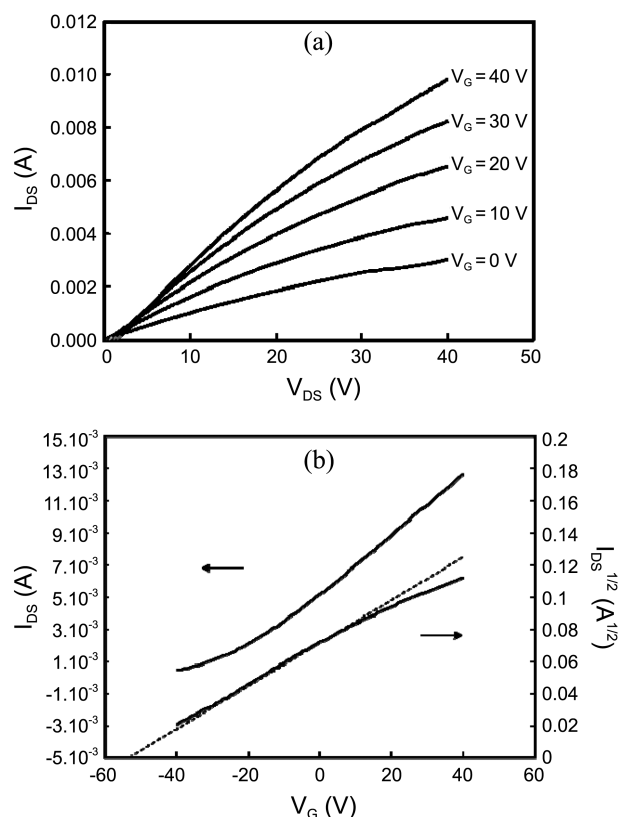 (a)
0.012
0.010
0.008
0.006
0.004
0.002
0.000
I_DS (A)
V_G = 40 V
V_G = 30 V
V_G = 20 V
V_G = 10 V
V_G = 0 V
0 10 20 30 40 50
V_DS (V)
(b)
15.10⁻³
13.10⁻³
11.10⁻³
9.10⁻³
7.10⁻³
5.10⁻³
3.10⁻³
1.10⁻³
-1.10⁻³
-3.10⁻³
-5.10⁻³
I_DS (A)
0.2
0.18
0.16
0.14
0.12
0.1
0.08
0.06
0.04
0.02
0
I_DS^1/2 (A^1/2)
-60 -40 -20 0 20 40 60
V_G (V)